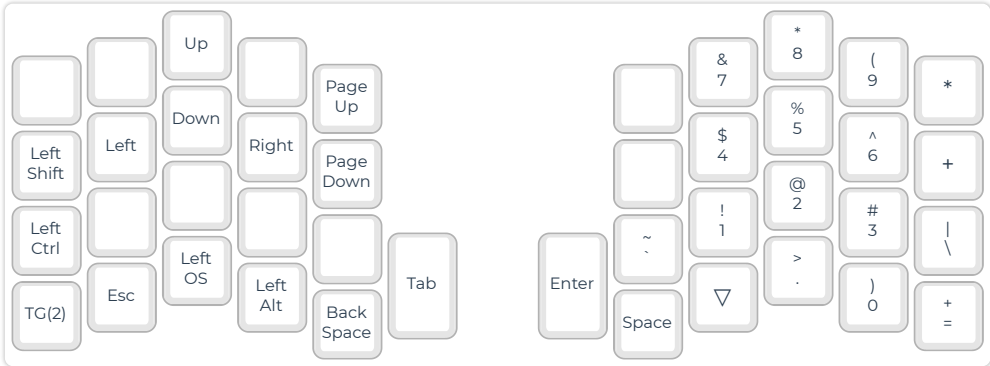 Up
Page
Up
Down
Left
Shift
Left
Right
Page
Down
Left
Ctrl
Left
OS
TG(2)
Esc
Left
Alt
Back
Space
Tab
*
8
&
7
(
9
*
%
5
$
4
^
6
+
@
2
!
1
#
3
|
\
~
`
>
.
Enter
Space
)
0
+
=